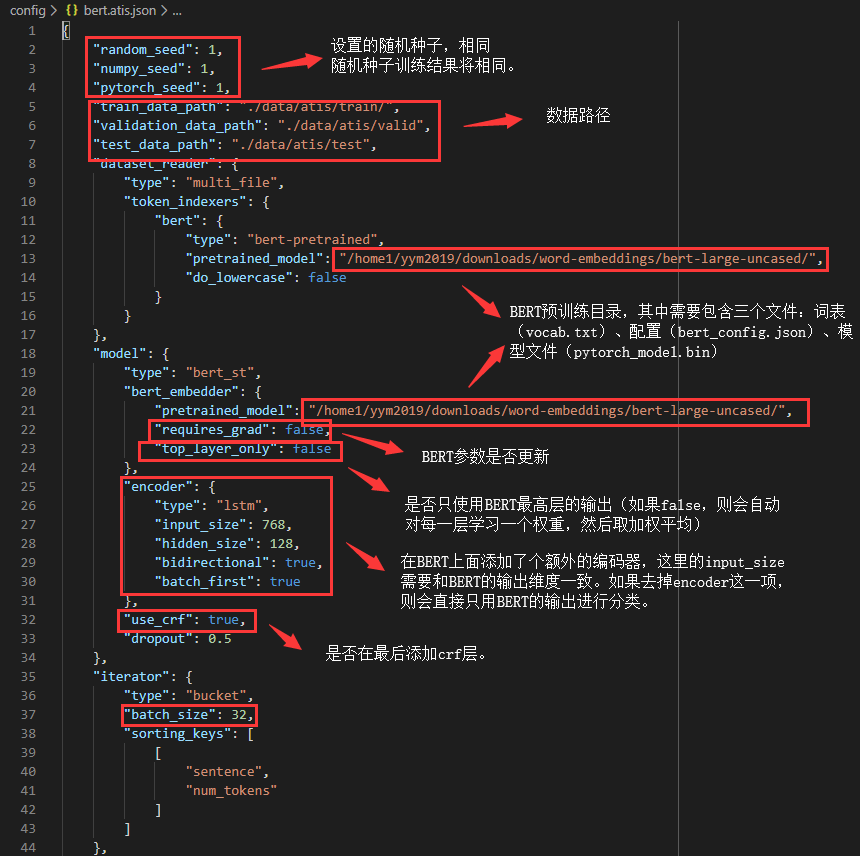 config > {} bert.atis.json > ...
1 {
2 "random_seed": 1,
3 "numpy_seed": 1,
4 "pytorch_seed": 1,
设置的随机种子，相同
随机种子训练结果将相同。
5 "train_data_path": "./data/atis/train/",
6 "validation_data_path": "./data/atis/valid",
7 "test_data_path": "./data/atis/test",
数据路径
8 "dataset_reader": {
9 "type": "multi_file",
10 "token_indexers": {
11 "bert": {
12 "type": "bert-pretrained",
13 "pretrained_model": "/home1/yym2019/downloads/word-embeddings/bert-large-uncased/",
14 "do_lowercase": false
15 }
16 }
17 },
BERT预训练目录，其中需要包含三个文件：词表
（vocab.txt）、配置（bert_config.json）、模
型文件（pytorch_model.bin）
18 "model": {
19 "type": "bert_st",
20 "bert_embedder": {
21 "pretrained_model": "/home1/yym2019/downloads/word-embeddings/bert-large-uncased/",
22 "requires_grad": false,
23 "top_layer_only": false
24 },
BERT参数是否更新
是否只使用BERT最高层的输出（如果false，则会自动
对每一层学习一个权重，然后取加权平均）
25 "encoder": {
26 "type": "lstm",
27 "input_size": 768,
28 "hidden_size": 128,
29 "bidirectional": true,
30 "batch_first": true
31 },
在BERT上面添加了个额外的编码器，这里的input_size
需要和BERT的输出维度一致。如果去掉encoder这一项，
则会直接只用BERT的输出进行分类。
32 "use_crf": true,
33 "dropout": 0.5
34 },
是否在最后添加crf层。
35 "iterator": {
36 "type": "bucket",
37 "batch_size": 32,
38 "sorting_keys": [
39 [
40 "sentence",
41 "num_tokens"
42 ]
43 ]
44 },